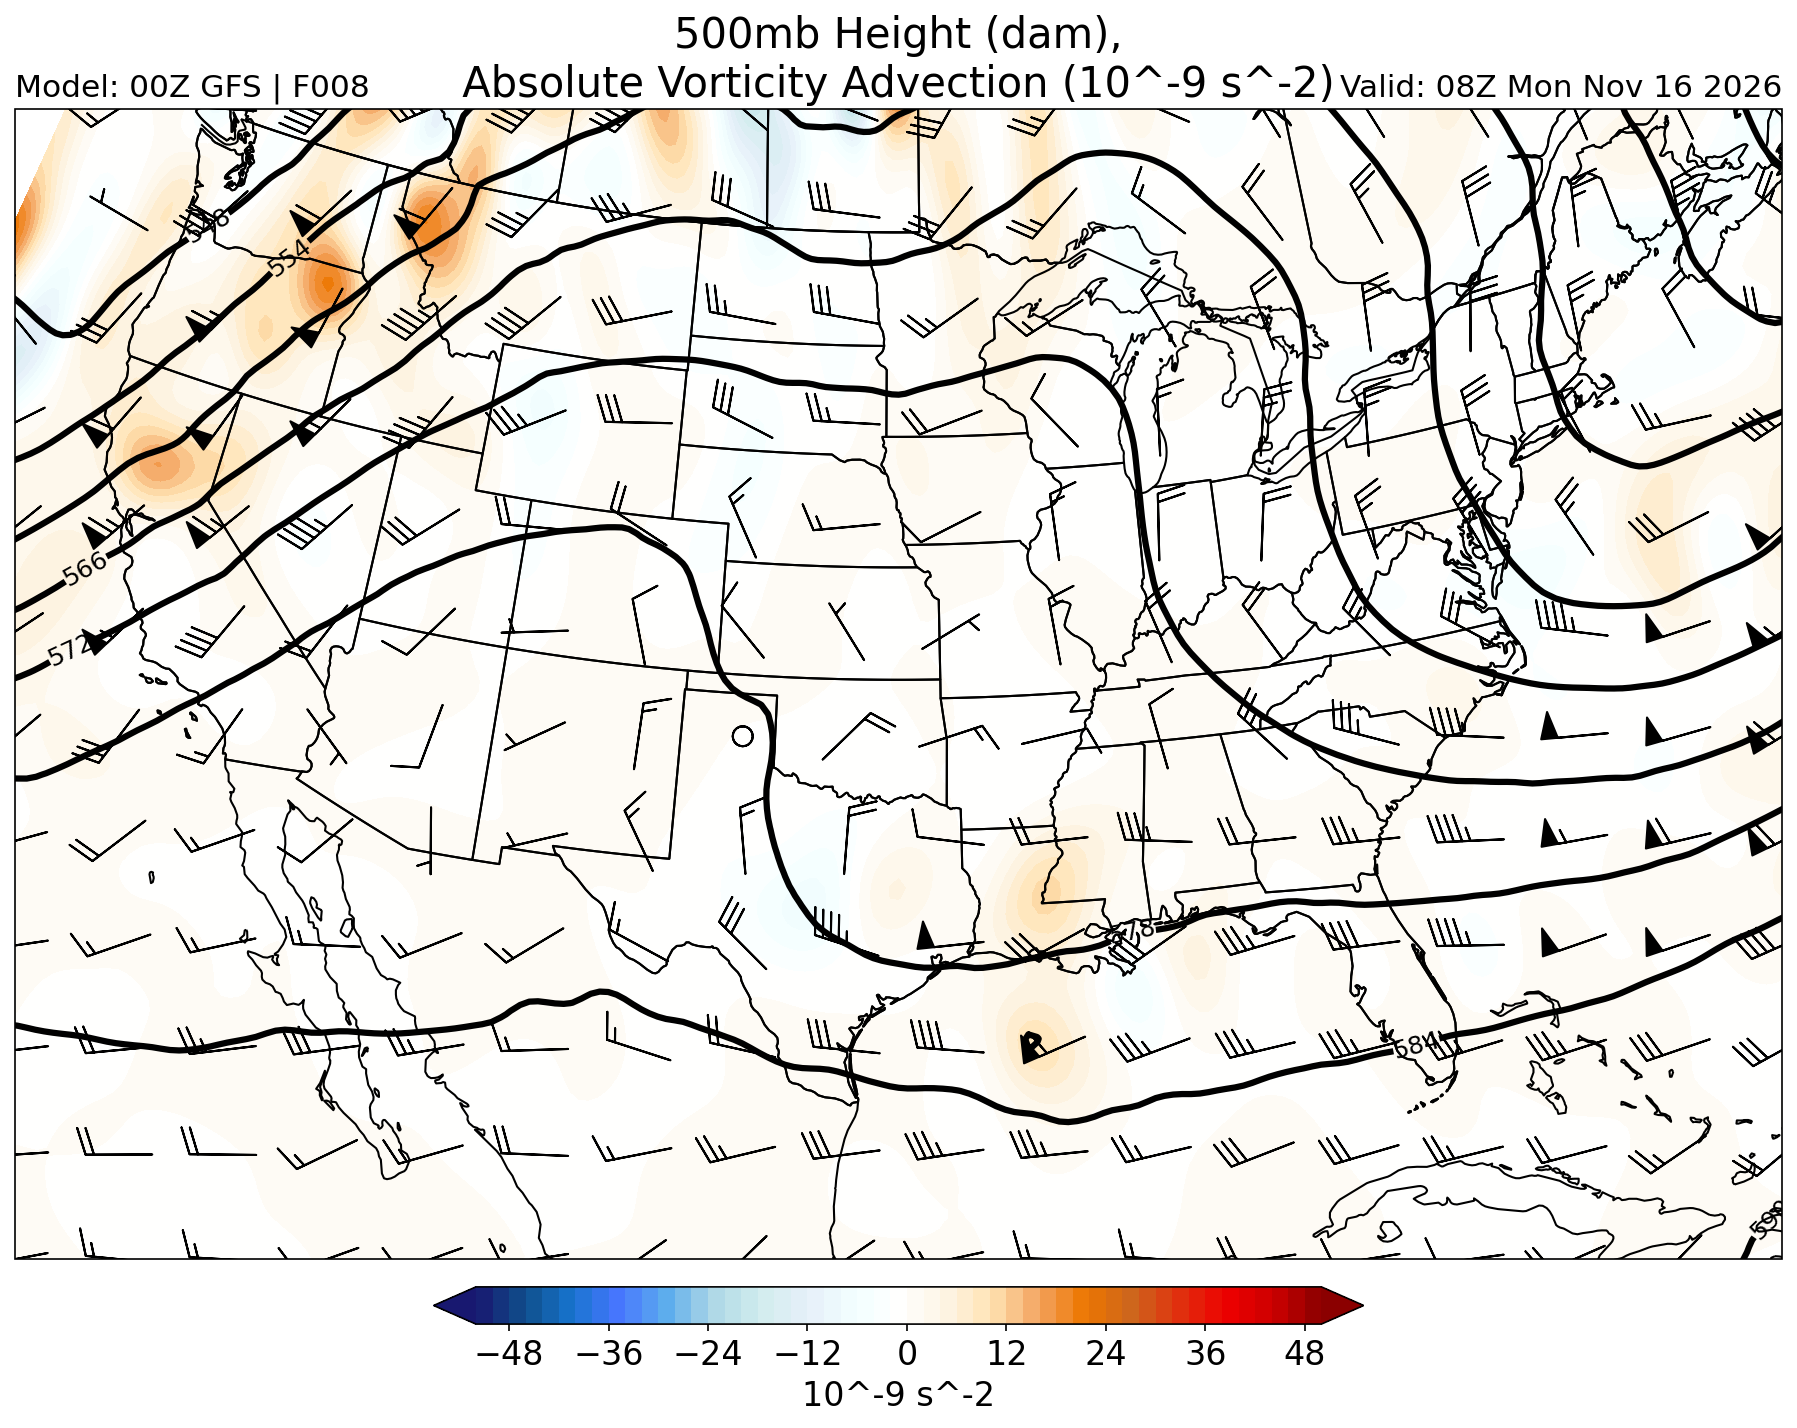 500mb Height (dam),
Model: 00Z GFS | F008
Absolute Vorticity Advection (10^-9 s^-2)
Valid: 08Z Mon Nov 16 2026
554
566
572
578
584
−48 −36 −24 −12 0 12 24 36 48
10^-9 s^-2